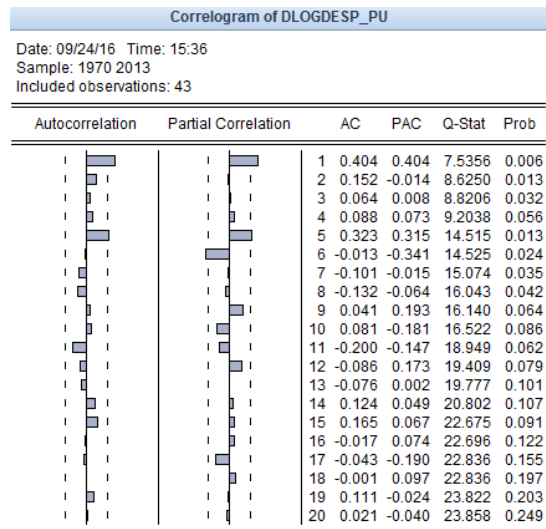 Correlogram of DLOGDESP_PU
Date: 09/24/16 Time: 15:36
Sample: 1970 2013
Included observations: 43
Autocorrelation Partial Correlation AC PAC Q-Stat Prob
1 0.404 0.404 7.5356 0.006
2 0.152 -0.014 8.6250 0.013
3 0.064 0.008 8.8206 0.032
4 0.088 0.073 9.2038 0.056
5 0.323 0.315 14.515 0.013
6 -0.013 -0.341 14.525 0.024
7 -0.101 -0.015 15.074 0.035
8 -0.132 -0.064 16.043 0.042
9 0.041 0.193 16.140 0.064
10 0.081 -0.181 16.522 0.086
11 -0.200 -0.147 18.949 0.062
12 -0.086 0.173 19.409 0.079
13 -0.076 0.002 19.777 0.101
14 0.124 0.049 20.802 0.107
15 0.165 0.067 22.675 0.091
16 -0.017 0.074 22.696 0.122
17 -0.043 -0.190 22.836 0.155
18 -0.001 0.097 22.836 0.197
19 0.111 -0.024 23.822 0.203
20 0.021 -0.040 23.858 0.249